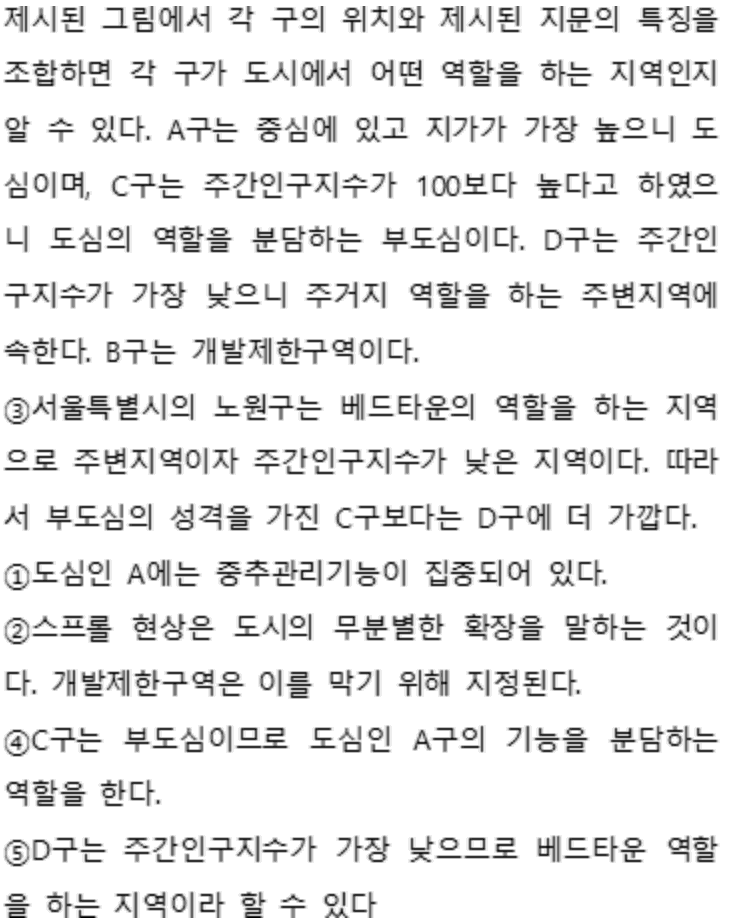 제시된 그림에서 각 구의 위치와 제시된 지문의 특징을
조합하면 각 구가 도시에서 어떤 역할을 하는 지역인지
알 수 있다. A구는 중심에 있고 지가가 가장 높으니 도
심이며, C구는 주간인구지수가 100보다 높다고 하였으
니 도심의 역할을 분담하는 부도심이다. D구는 주간인
구지수가 가장 낮으니 주거지 역할을 하는 주변지역에
속한다. B구는 개발제한구역이다.
③서울특별시의 노원구는 베드타운의 역할을 하는 지역
으로 주변지역이자 주간인구지수가 낮은 지역이다. 따라
서 부도심의 성격을 가진 C구보다는 D구에 더 가깝다.
①도심인 A에는 중추관리기능이 집중되어 있다.
②스프롤 현상은 도시의 무분별한 확장을 말하는 것이
다. 개발제한구역은 이를 막기 위해 지정된다.
④C구는 부도심이므로 도심인 A구의 기능을 분담하는
역할을 한다.
⑤D구는 주간인구지수가 가장 낮으므로 베드타운 역할
을 하는 지역이라 할 수 있다